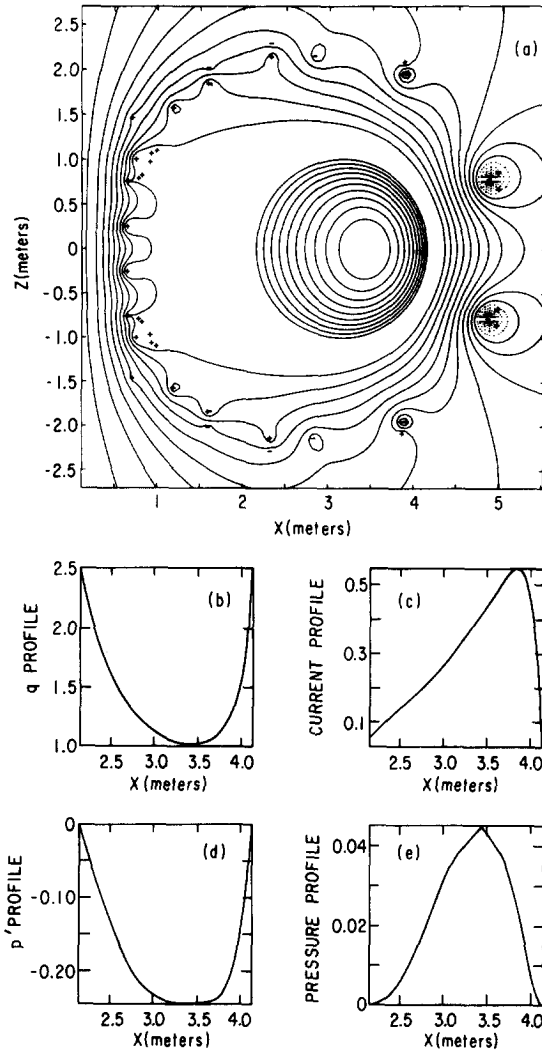 (a)
2.5
2.0
1.5
1.0
0.5
0
-0.5
-1.0
-1.5
-2.0
-2.5
Z(meters)
1 2 3 4 5
X(meters)
(b)
2.5
2.0
1.5
1.0
q PROFILE
2.5 3.0 3.5 4.0
X(meters)
(c)
0.5
0.3
0.1
CURRENT PROFILE
2.5 3.0 3.5 4.0
X(meters)
(d)
0
-0.10
-0.20
p' PROFILE
2.5 3.0 3.5 4.0
X(meters)
(e)
0.04
0.02
0
PRESSURE PROFILE
2.5 3.0 3.5 4.0
X(meters)